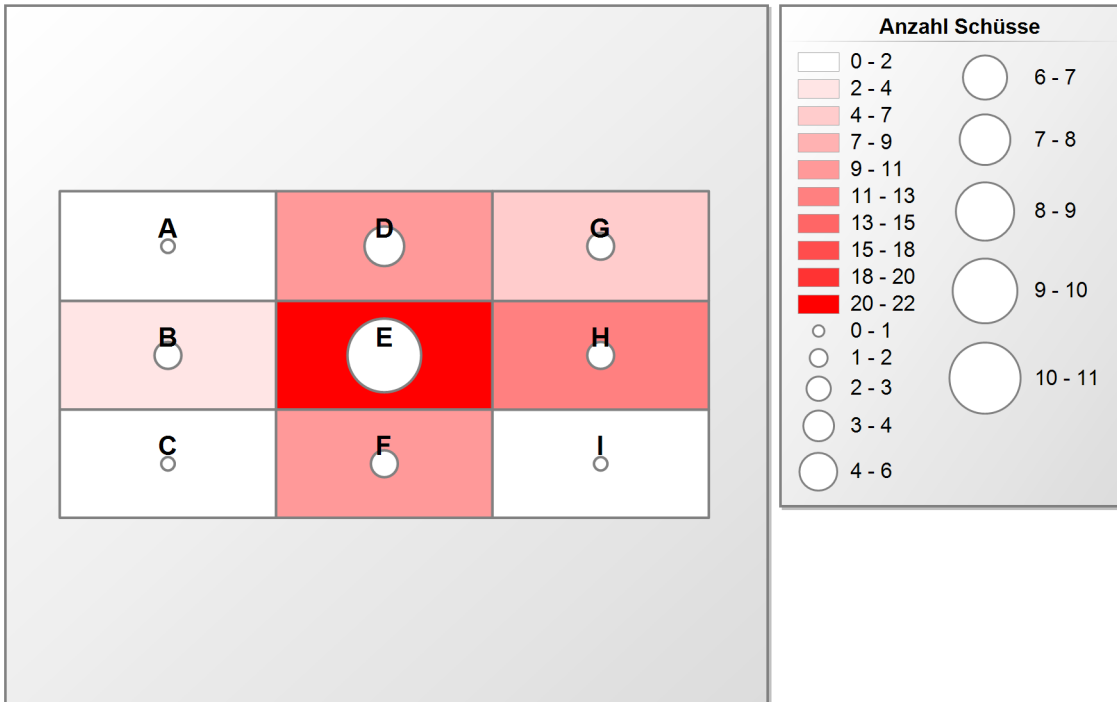 A
D
G
B
E
H
C
F
I
Anzahl Schüsse
0 - 2
2 - 4
4 - 7
7 - 9
9 - 11
11 - 13
13 - 15
15 - 18
18 - 20
20 - 22
0 - 1
1 - 2
2 - 3
3 - 4
4 - 6
6 - 7
7 - 8
8 - 9
9 - 10
10 - 11